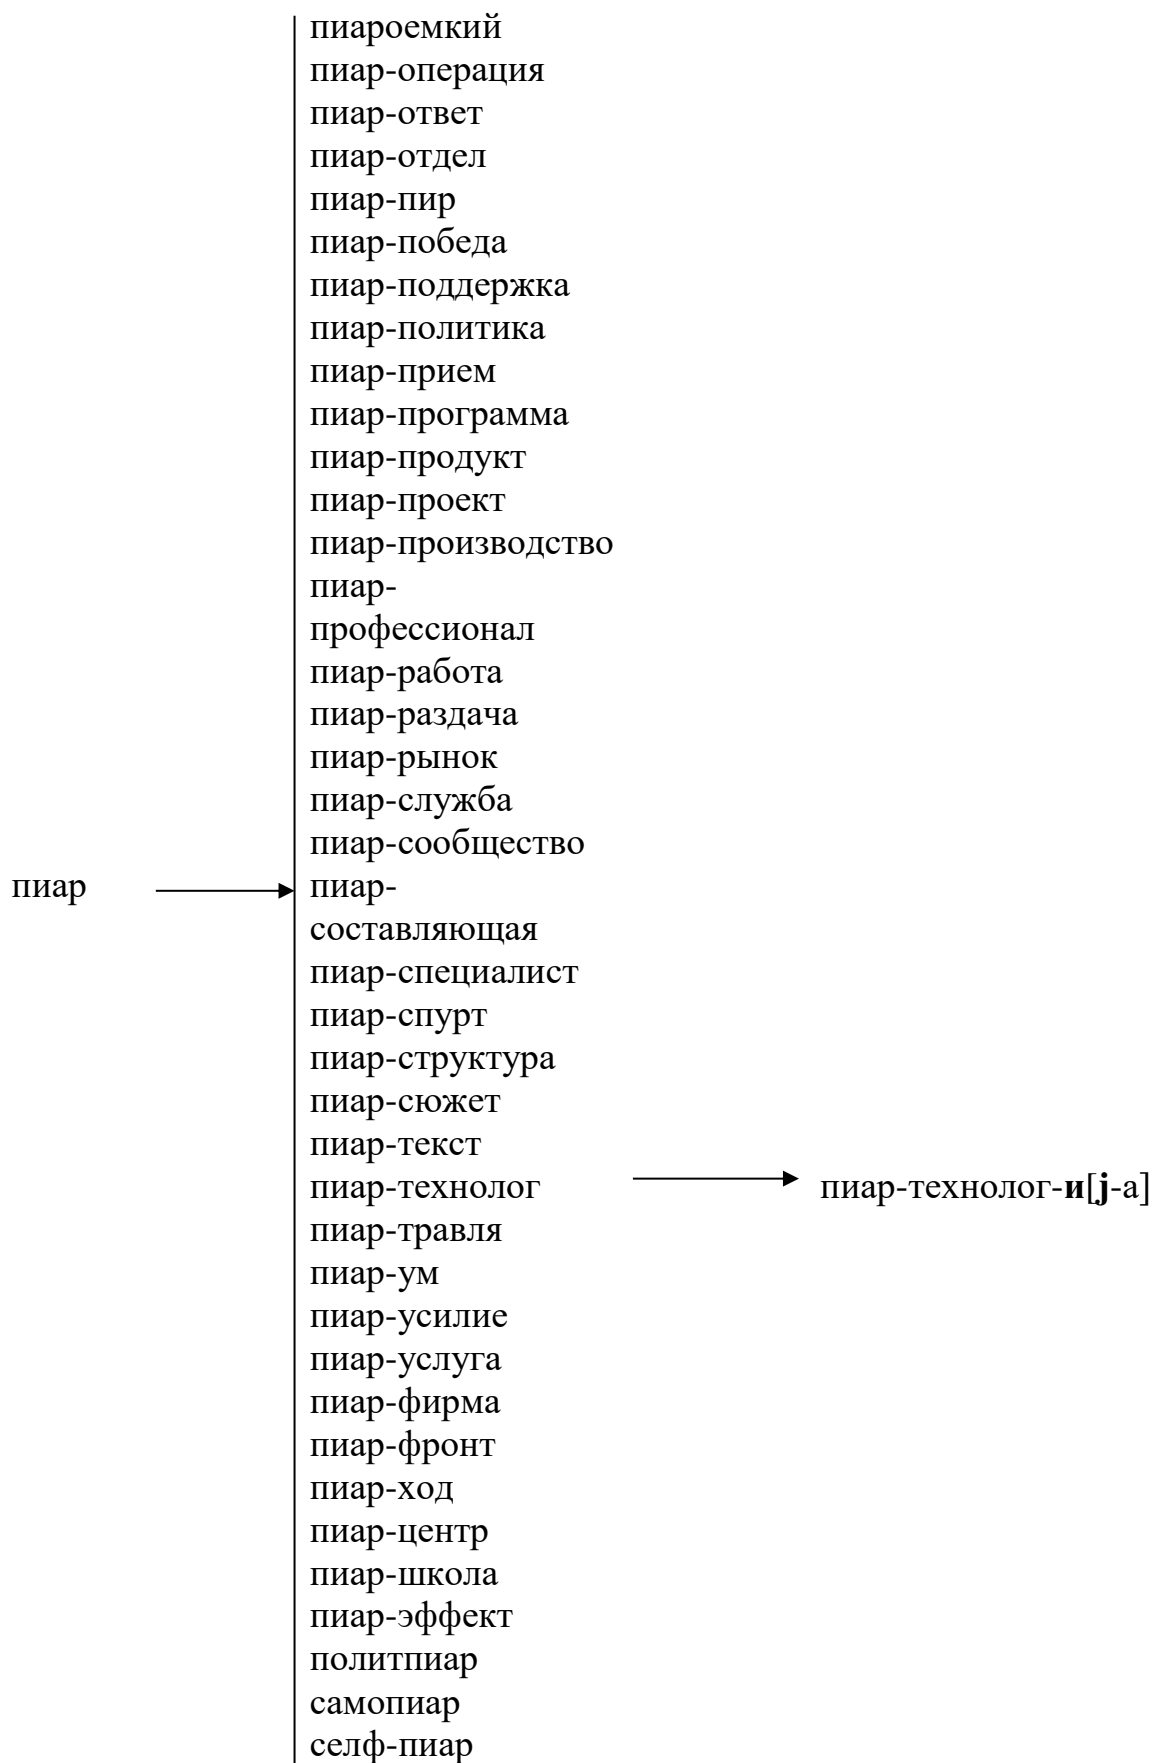 пиароемкий
пиар-операция
пиар-ответ
пиар-отдел
пиар-пир
пиар-победа
пиар-поддержка
пиар-политика
пиар-прием
пиар-программа
пиар-продукт
пиар-проект
пиар-производство
пиар-
профессионал
пиар-работа
пиар-раздача
пиар-рынок
пиар-служба
пиар-сообщество
пиар пиар-
составляющая
пиар-специалист
пиар-спурт
пиар-структура
пиар-сюжет
пиар-текст
пиар-технолог пиар-технолог-и[j-а]
пиар-травля
пиар-ум
пиар-усилие
пиар-услуга
пиар-фирма
пиар-фронт
пиар-ход
пиар-центр
пиар-школа
пиар-эффект
политпиар
самопиар
селф-пиар